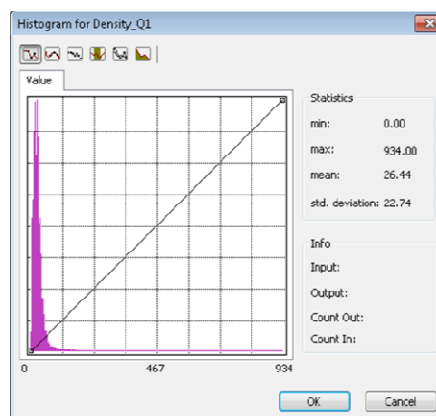 Histogram for Density_Q1
Value
Statistics
min: 0.00
max: 934.00
mean: 26.44
std. deviation: 22.74
Info
Input:
Output:
Count Out:
Count In:
0 467 934
OK Cancel